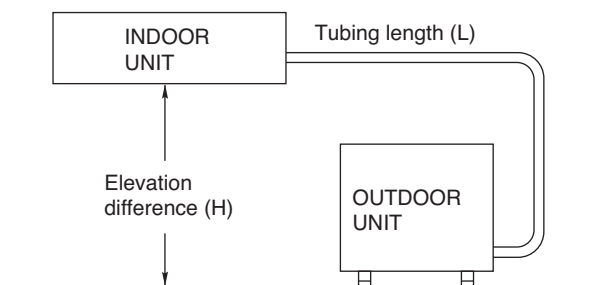 INDOOR
UNIT
Tubing length (L)
Elevation
difference (H)
OUTDOOR
UNIT